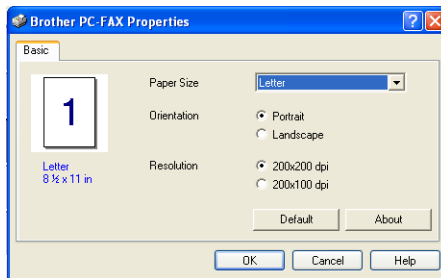 Brother PC-FAX Properties
Basic
1
Letter
8 ½ x 11 in
Paper Size
Letter
Orientation
Portrait
Landscape
Resolution
200x200 dpi
200x100 dpi
Default
About
OK
Cancel
Help